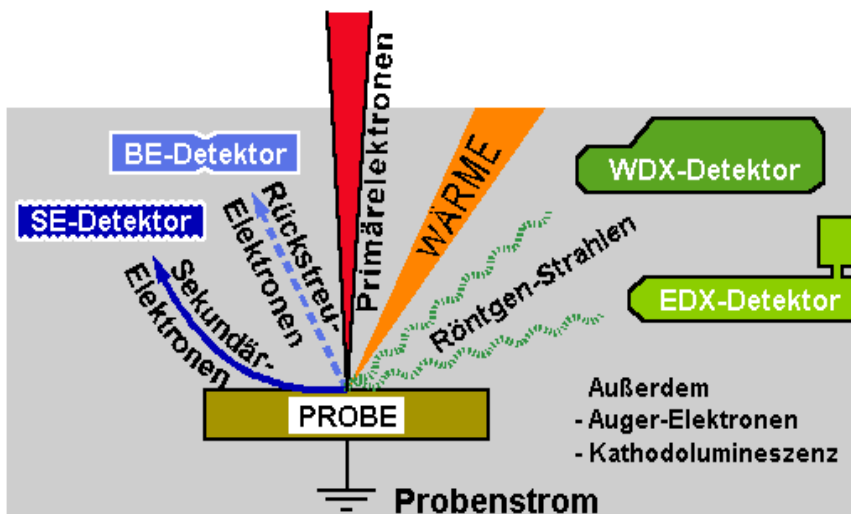 Primärelektronen
BE-Detektor
WÄRME
WDX-Detektor
SE-Detektor
Rückstreu-
Elektronen
Sekundär-
Elektronen
Röntgen-Strahlen
EDX-Detektor
PROBE
Außerdem
- Auger-Elektronen
- Kathodolumineszenz
Probenstrom